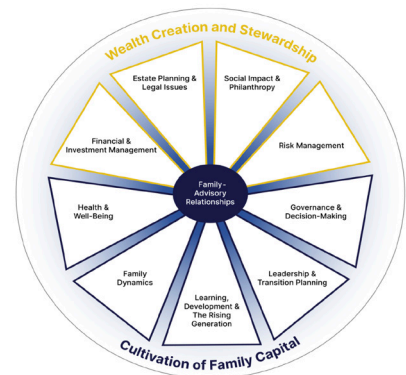 Wealth Creation and Stewardship
Estate Planning &
Legal Issues
Social Impact &
Philanthropy
Financial &
Investment Management
Risk Management
Family-
Advisory
Relationships
Health &
Well-Being
Governance &
Decision-Making
Family
Dynamics
Leadership &
Transition Planning
Learning,
Development &
The Rising
Generation
Cultivation of Family Capital